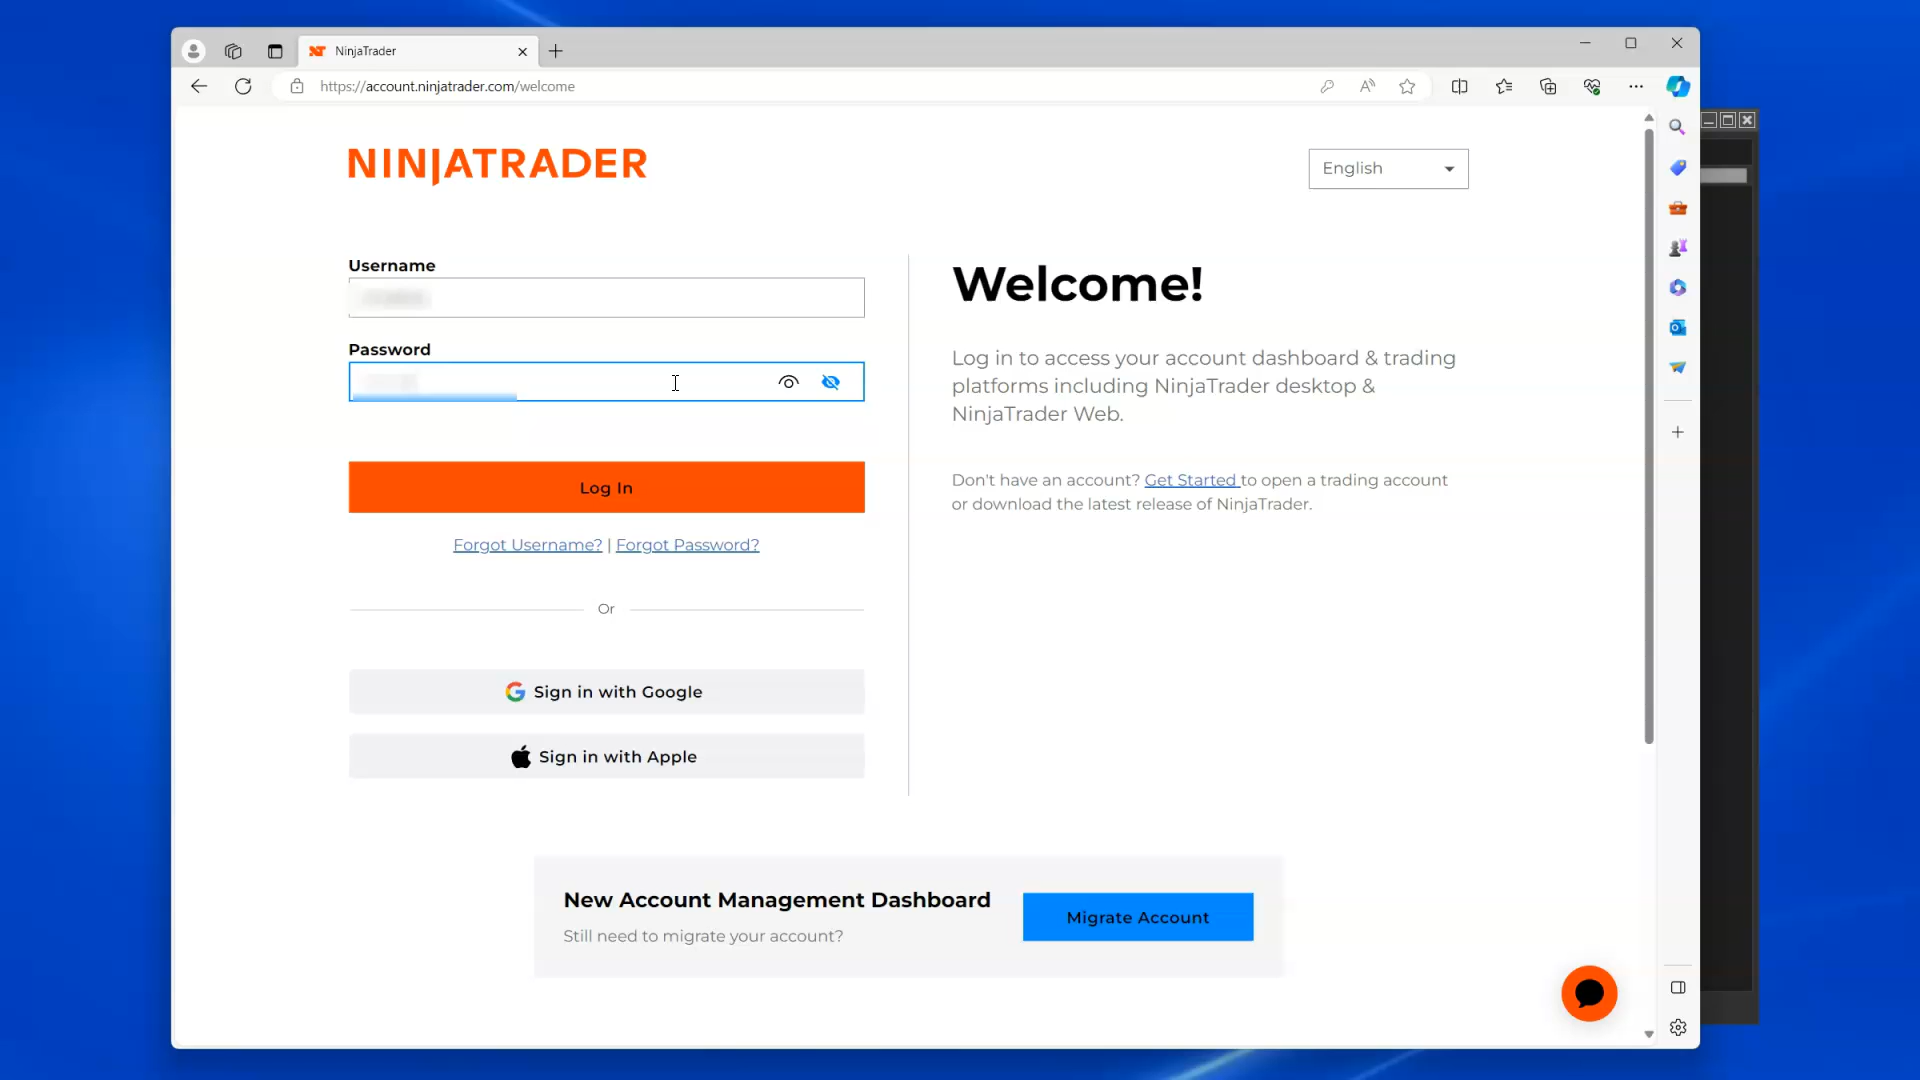 NinjaTrader
https://account.ninjatrader.com/welcome
NINJATRADER
English
Username
Password
Log In
Forgot Username? | Forgot Password?
Or
Sign in with Google
Sign in with Apple
Welcome!
Log in to access your account dashboard & trading
platforms including NinjaTrader desktop &
NinjaTrader Web.
Don't have an account? Get Started to open a trading account
or download the latest release of NinjaTrader.
New Account Management Dashboard
Still need to migrate your account?
Migrate Account